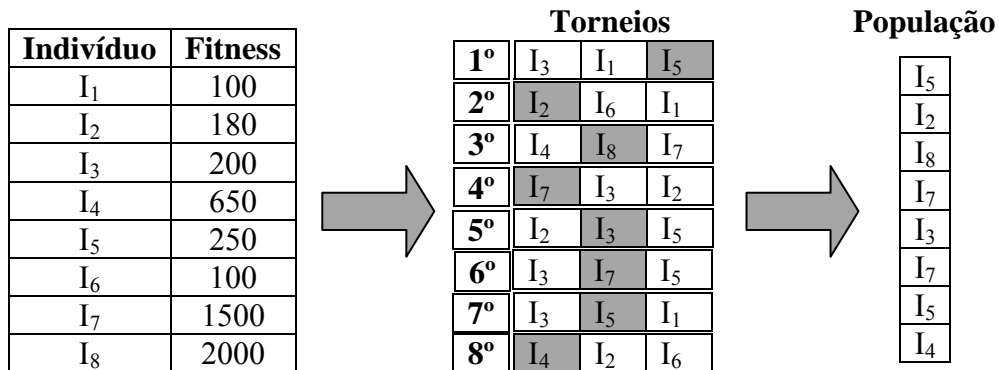 Torneios
População
Indivíduo Fitness
I1 100
I2 180
I3 200
I4 650
I5 250
I6 100
I7 1500
I8 2000
1º I3 I1 I5
2º I2 I6 I1
3º I4 I8 I7
4º I7 I3 I2
5º I2 I3 I5
6º I3 I7 I5
7º I3 I5 I1
8º I4 I2 I6
I5
I2
I8
I7
I3
I7
I5
I4